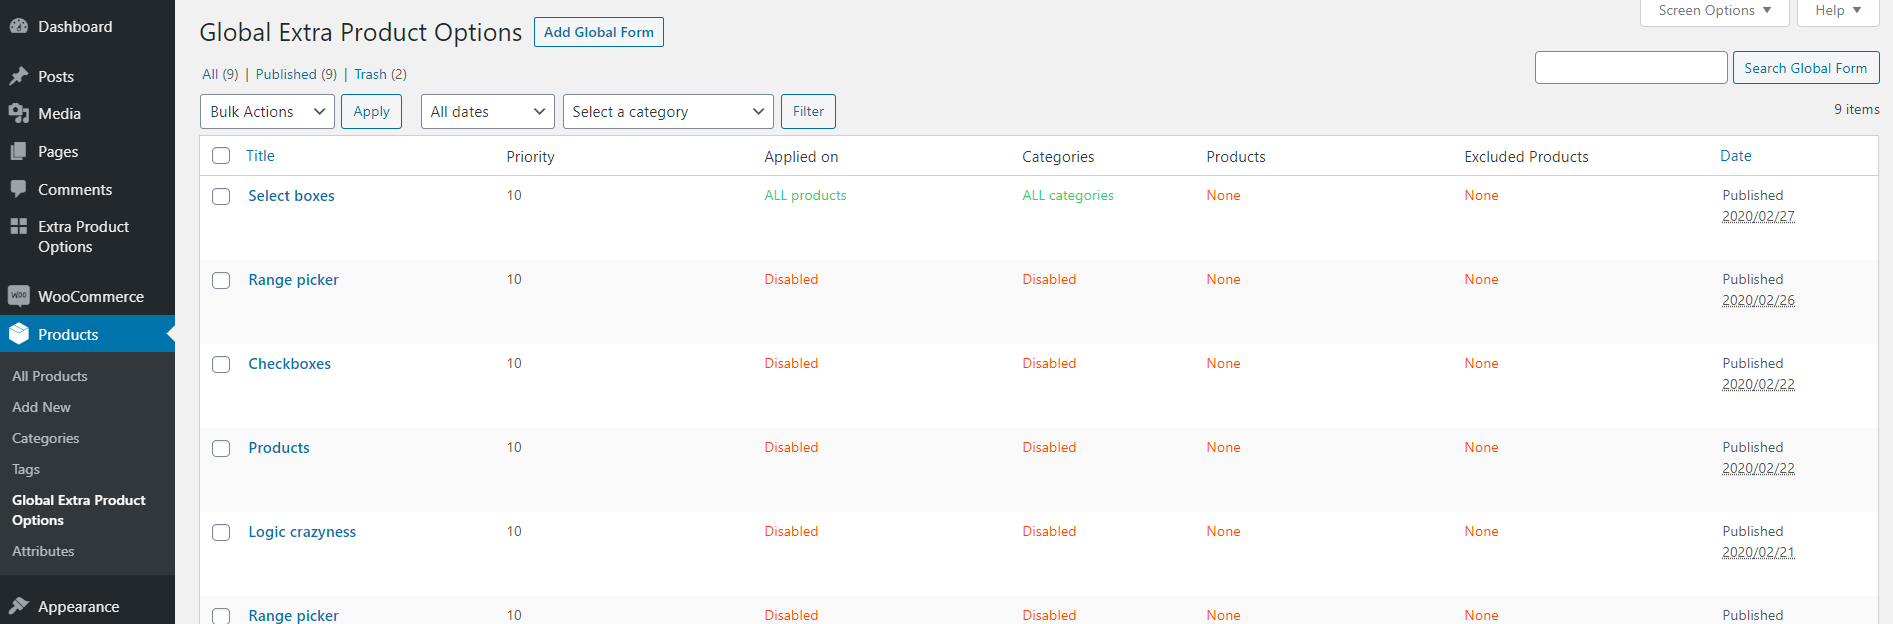 Dashboard
Posts
Media
Pages
Comments
Extra Product
Options
Woo WooCommerce
Products
All Products
Add New
Categories
Tags
Global Extra Product
Options
Attributes
Appearance
Screen Options ▼ Help ▼
Global Extra Product Options Add Global Form
All (9) | Published (9) | Trash (2)
Search Global Form
Bulk Actions Apply All dates Select a category Filter
9 items
Title Priority Applied on Categories Products Excluded Products Date
Select boxes 10 ALL products ALL categories None None Published
2020/02/27
Range picker 10 Disabled Disabled None None Published
2020/02/26
Checkboxes 10 Disabled Disabled None None Published
2020/02/22
Products 10 Disabled Disabled None None Published
2020/02/22
Logic crazyness 10 Disabled Disabled None None Published
2020/02/21
Range picker 10 Disabled Disabled None None Published